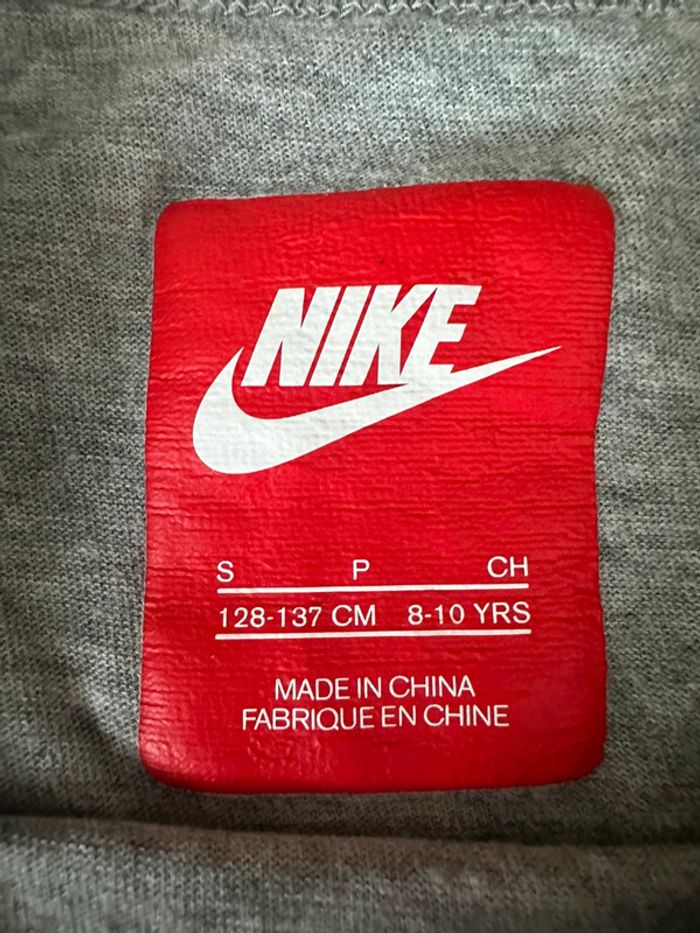 NIKE
S P CH
128-137 CM 8-10 YRS
MADE IN CHINA
FABRIQUE EN CHINE